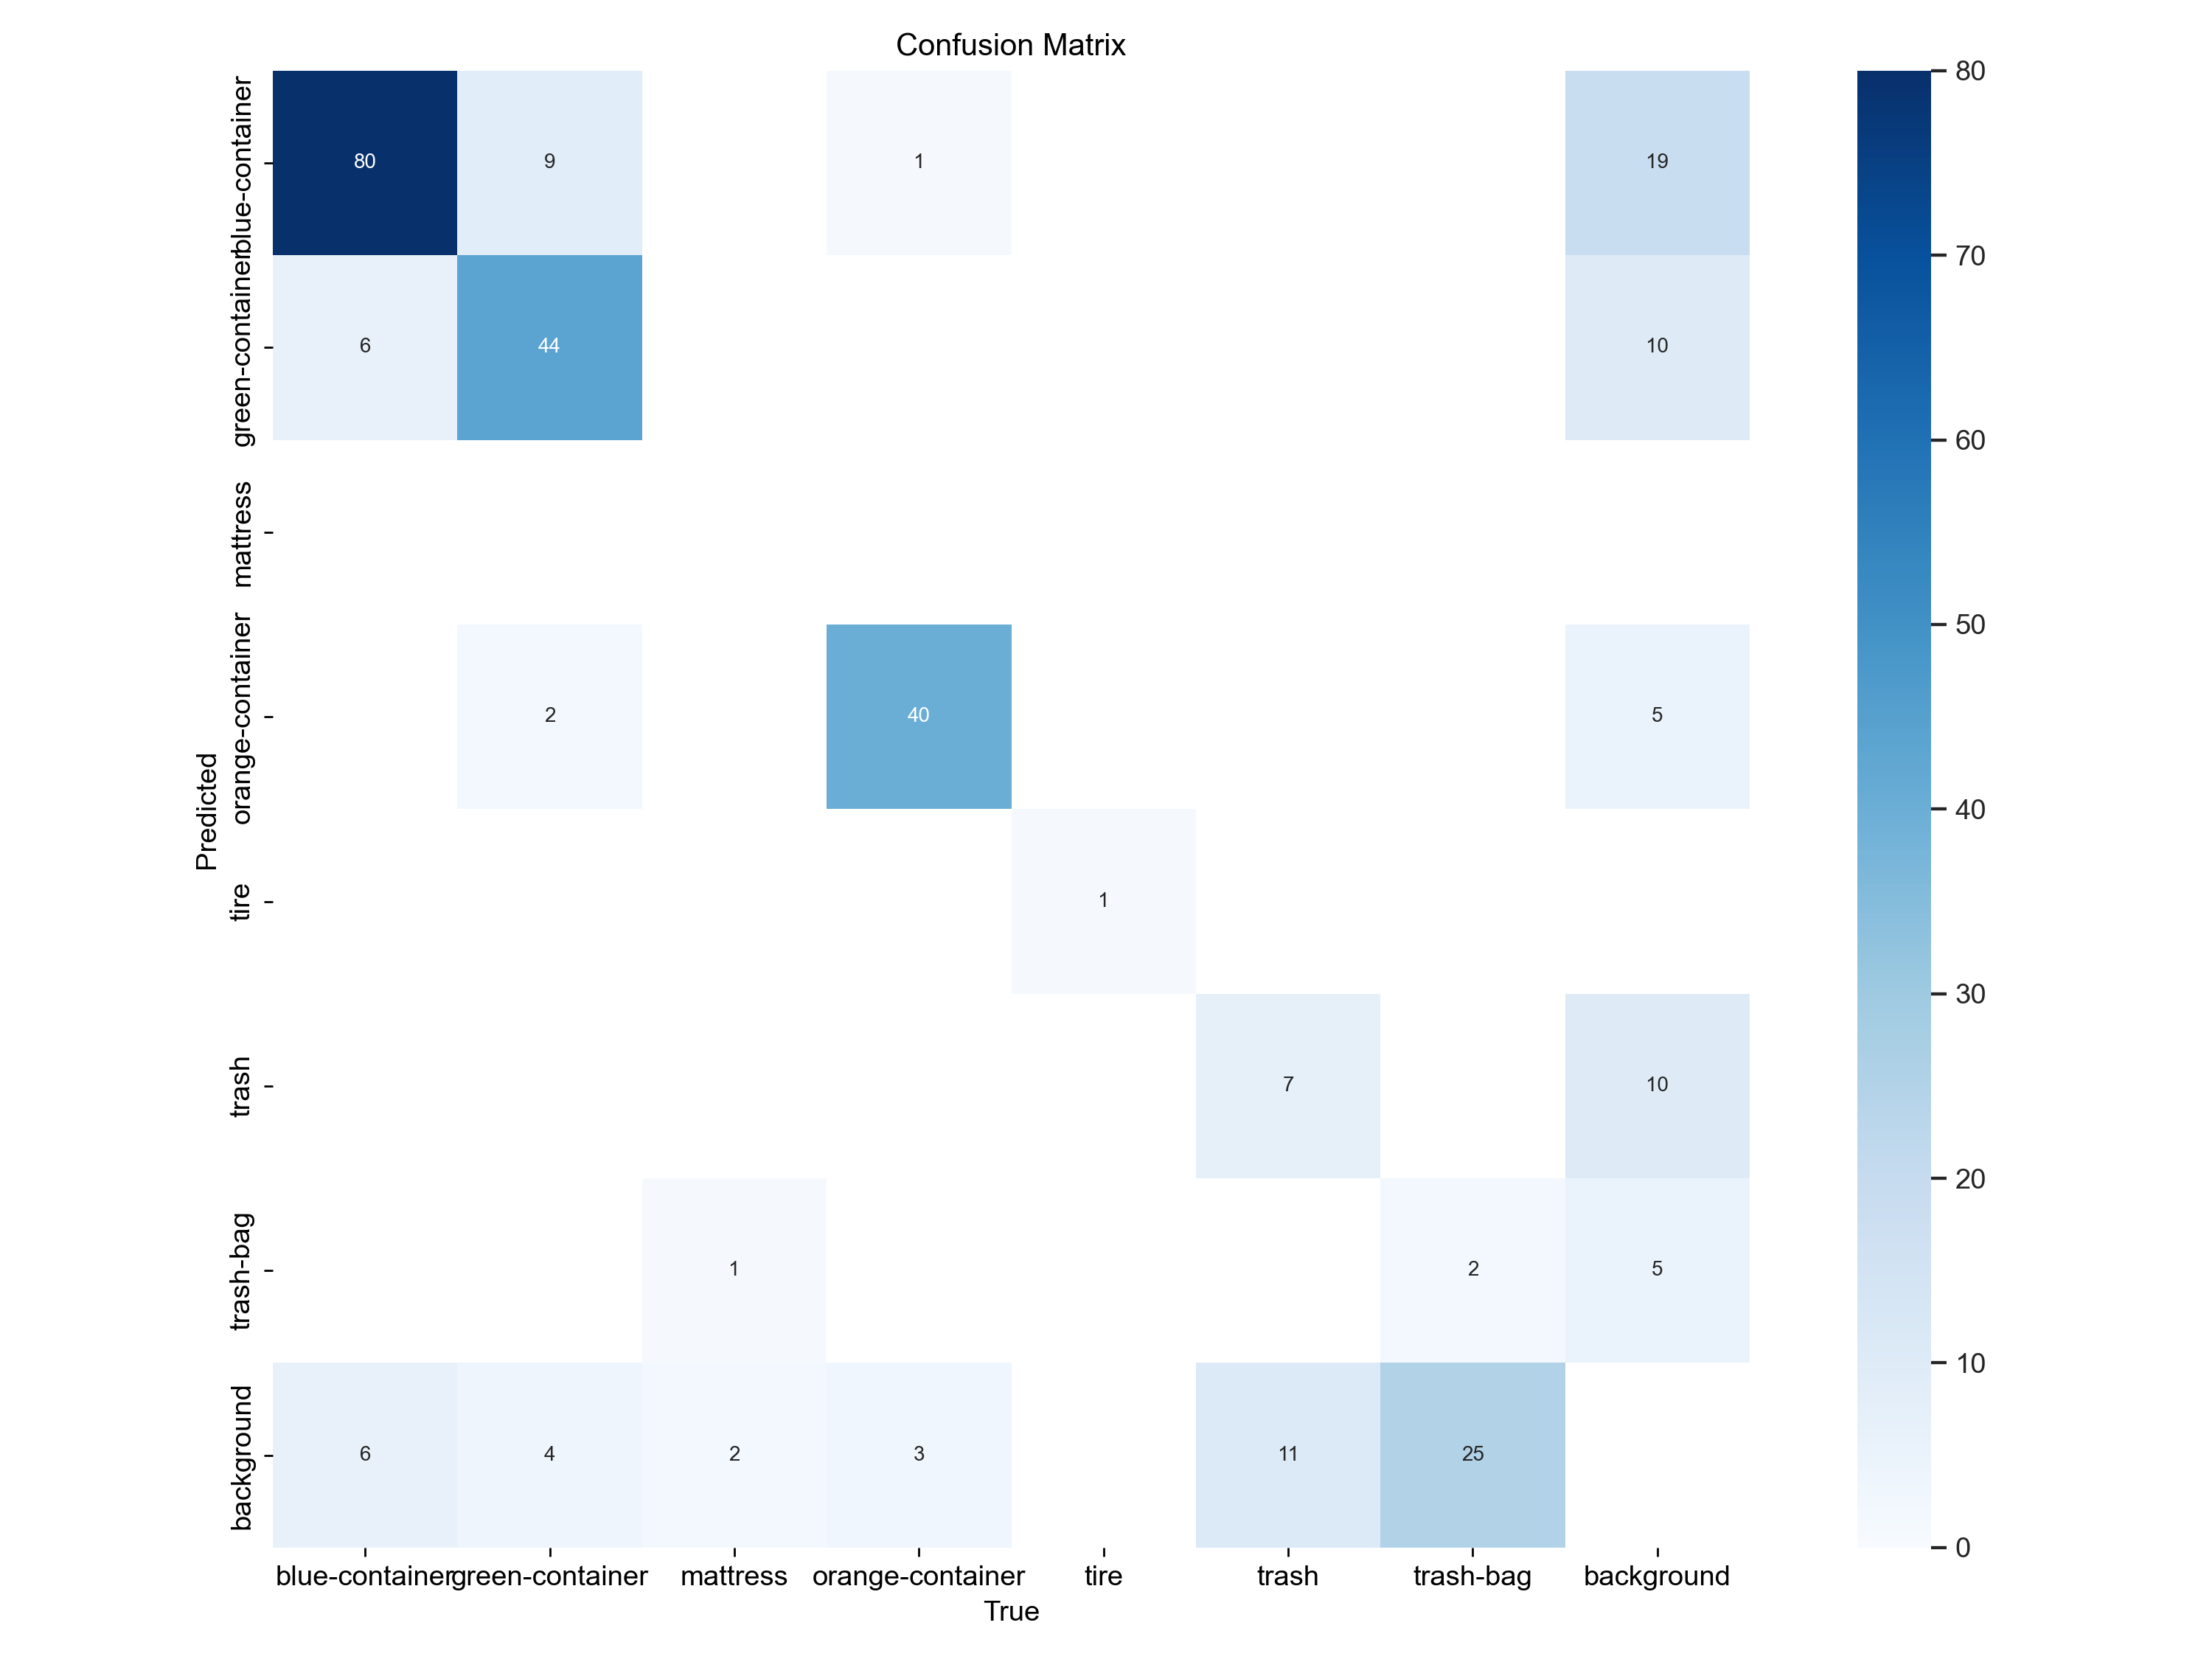 Confusion Matrix
blue-container
80
9
1
19
green-container
6
44
10
mattress
orange-container
2
40
5
tire
1
trash
7
10
trash-bag
1
2
5
background
6
4
2
3
11
25
Predicted
blue-container green-container mattress orange-container tire trash trash-bag background
True
80
70
60
50
40
30
20
10
0